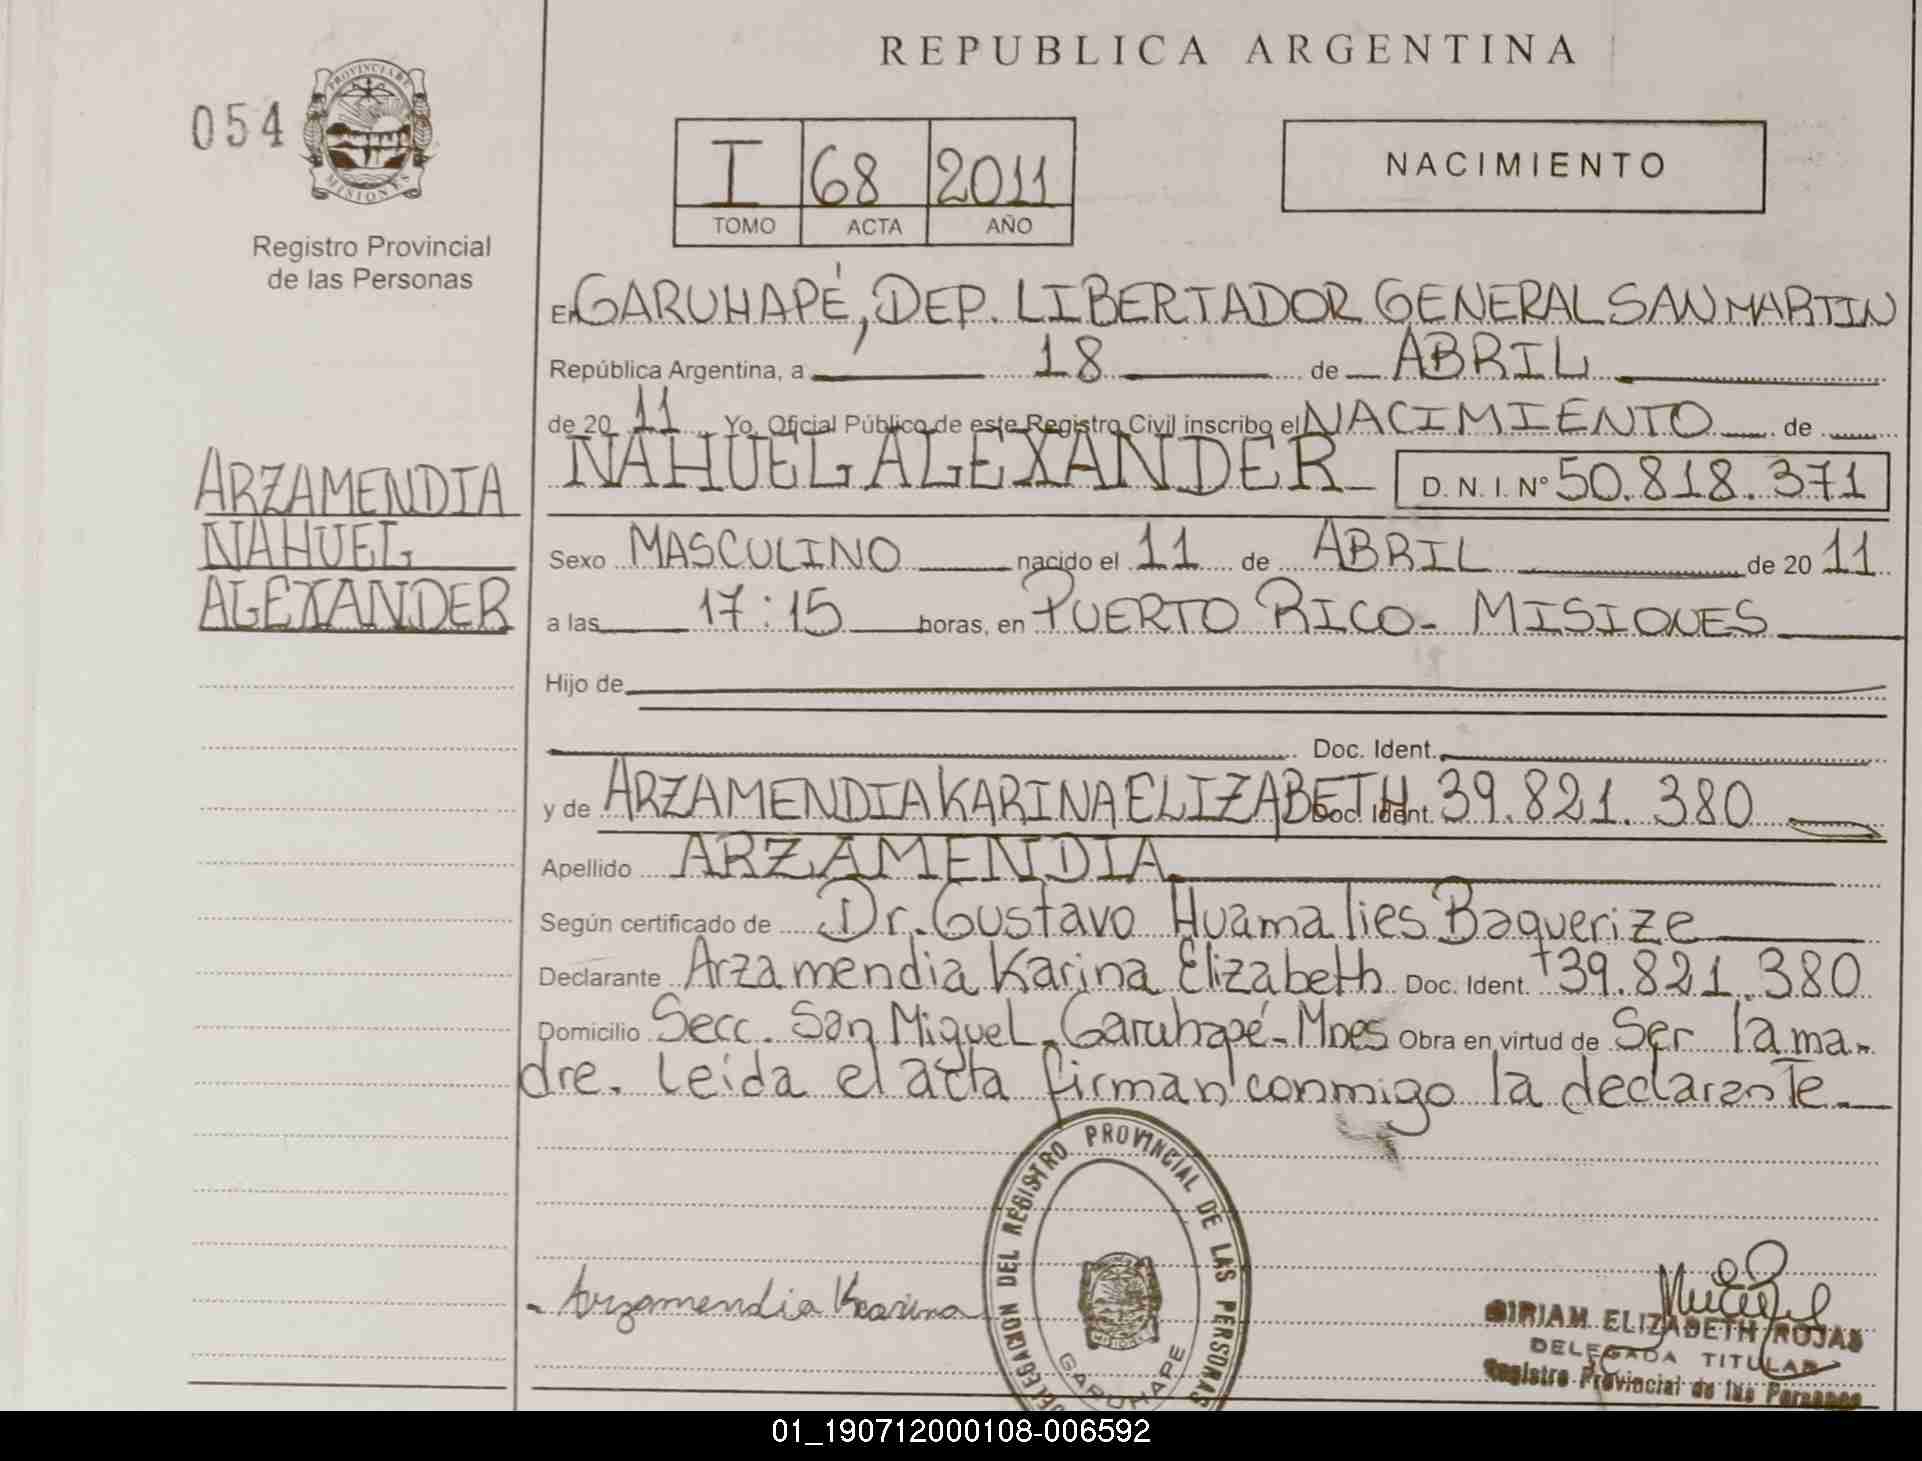 REPUBLICA ARGENTINA
054
PROVINCIA DE
MISIONES
Registro Provincial
de las Personas
I 68 2011
TOMO ACTA AÑO
NACIMIENTO
En GARUHAPÉ, DEP. LIBERTADOR GENERAL SAN MARTIN
República Argentina, a 18 de ABRIL
de 20 11 Yo, Oficial Público de este Registro Civil inscribo el NACIMIENTO de
NAHUEL ALEXANDER D. N. I. Nº 50.818.371
ARZAMENDIA
NAHUEL
ALEXANDER
Sexo MASCULINO nacido el 11 de ABRIL de 20 11
a las 17:15 horas, en PUERTO RICO - MISIONES
Hijo de
Doc. Ident.
y de ARZAMENDIA KARINA ELIZABETH Doc. Ident. 39.821.380
Apellido ARZAMENDIA
Según certificado de Dr. Gustavo Huamalies Baquerize
Declarante Arzamendia Karina Elizabeth Doc. Ident. 39.821.380
Domicilio Secc. San Miguel - Garuhapé - Mnes Obra en virtud de Ser la ma-
dre. Leída el acta firman conmigo la declarante
DELEGACION DEL REGISTRO PROVINCIAL DE LAS PERSONAS
GARUHAPE
Arzamendia Karina
MIRIAM ELIZABETH ROJAS
DELEGADA TITULAR
Registro Provincial de las Personas
01_190712000108-006592